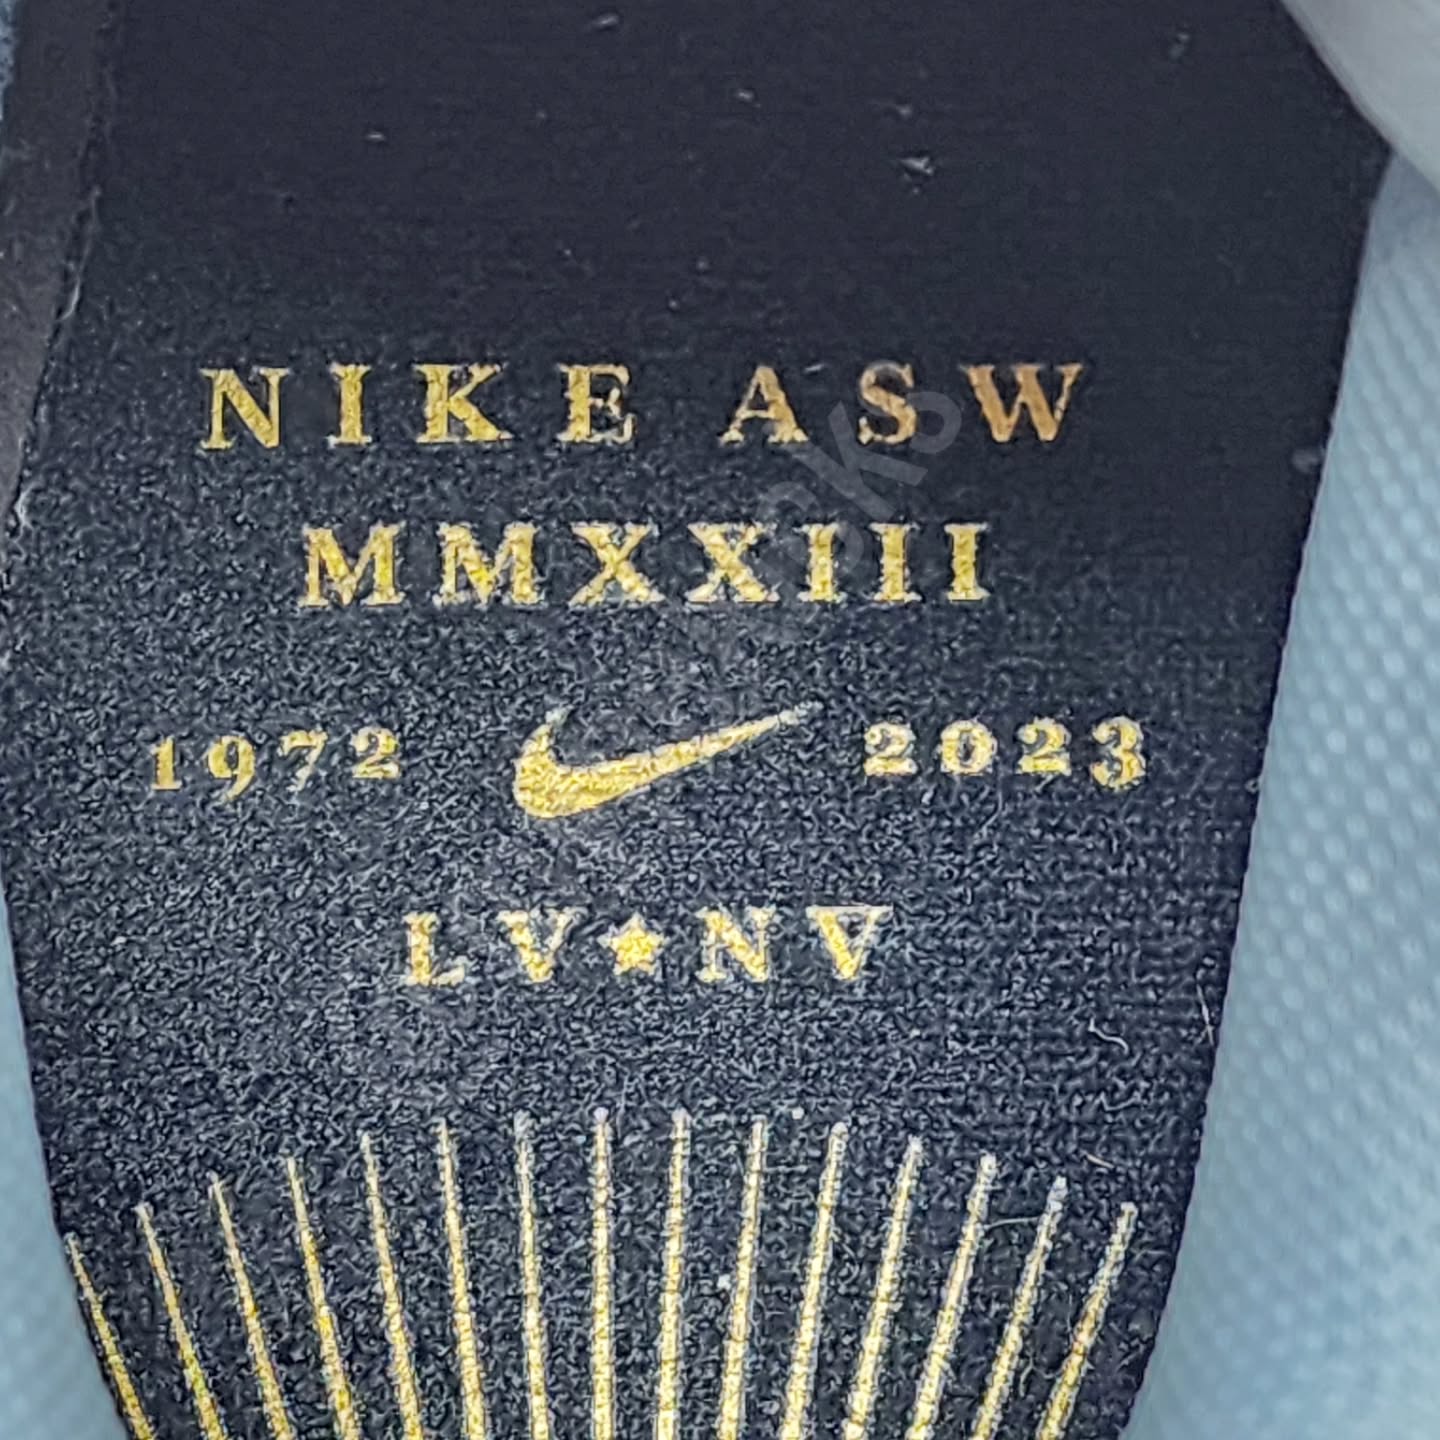 NIKE ASW
MMXXIII
1972 2023
LV★NV